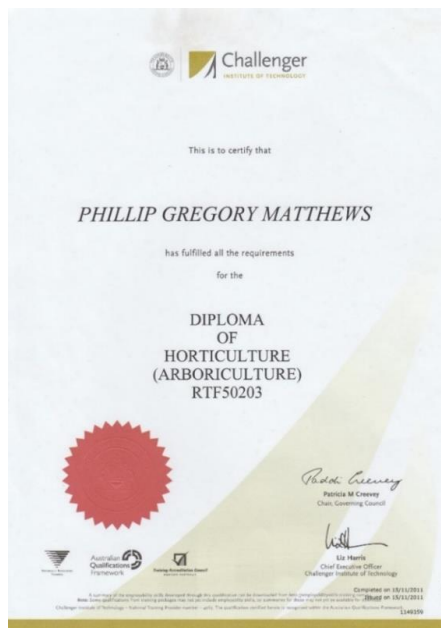 Challenger
INSTITUTE OF TECHNOLOGY
This is to certify that
PHILLIP GREGORY MATTHEWS
has fulfilled all the requirements
for the
DIPLOMA
OF
HORTICULTURE
(ARBORICULTURE)
RTF50203
Patricia M Creevey
Chair, Governing Council
Liz Harris
Chief Executive Officer
Challenger Institute of Technology
Australian
Qualifications
Framework
Training Accreditation Council
Completed on 15/11/2011
Issued on 15/11/2011